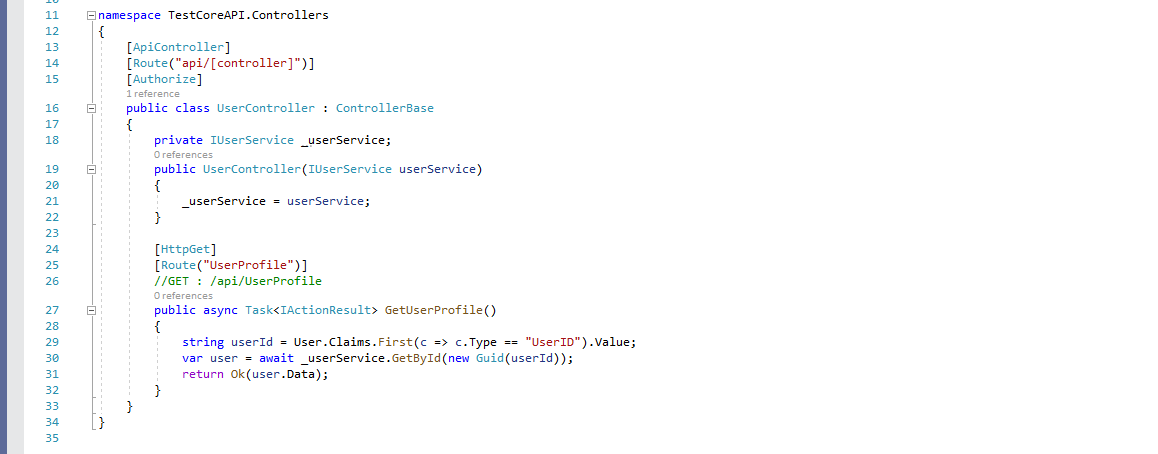 11 namespace TestCoreAPI.Controllers
12 {
13 [ApiController]
14 [Route("api/[controller]")]
15 [Authorize]
1 reference
16 public class UserController : ControllerBase
17 {
18 private IUserService _userService;
0 references
19 public UserController(IUserService userService)
20 {
21 _userService = userService;
22 }
23
24 [HttpGet]
25 [Route("UserProfile")]
26 //GET : /api/UserProfile
0 references
27 public async Task<IActionResult> GetUserProfile()
28 {
29 string userId = User.Claims.First(c => c.Type == "UserID").Value;
30 var user = await _userService.GetById(new Guid(userId));
31 return Ok(user.Data);
32 }
33 }
34 }
35